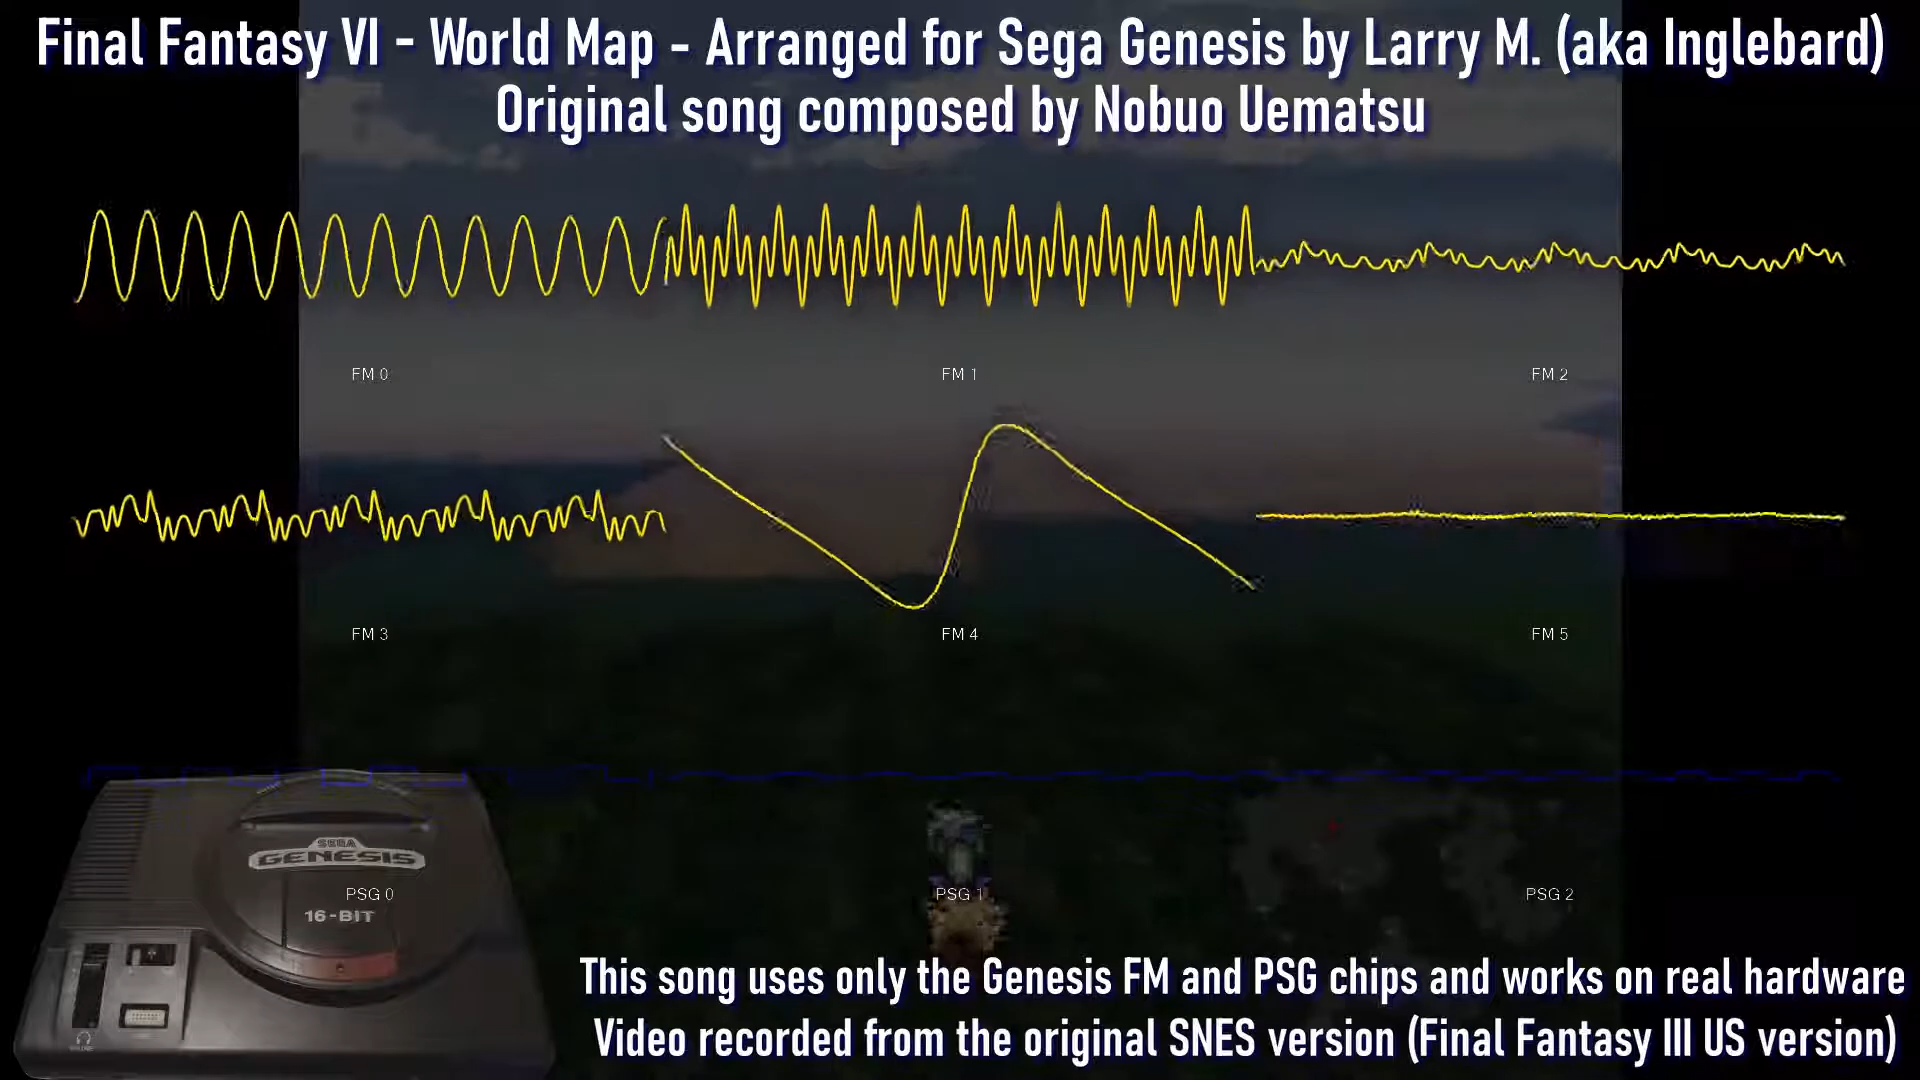 Final Fantasy VI - World Map - Arranged for Sega Genesis by Larry M. (aka Inglebard)
Original song composed by Nobuo Uematsu
FM 0
FM 1
FM 2
FM 3
FM 4
FM 5
SEGA
GENESIS
PSG 0
PSG 1
PSG 2
16-BIT
This song uses only the Genesis FM and PSG chips and works on real hardware
Video recorded from the original SNES version (Final Fantasy III US version)